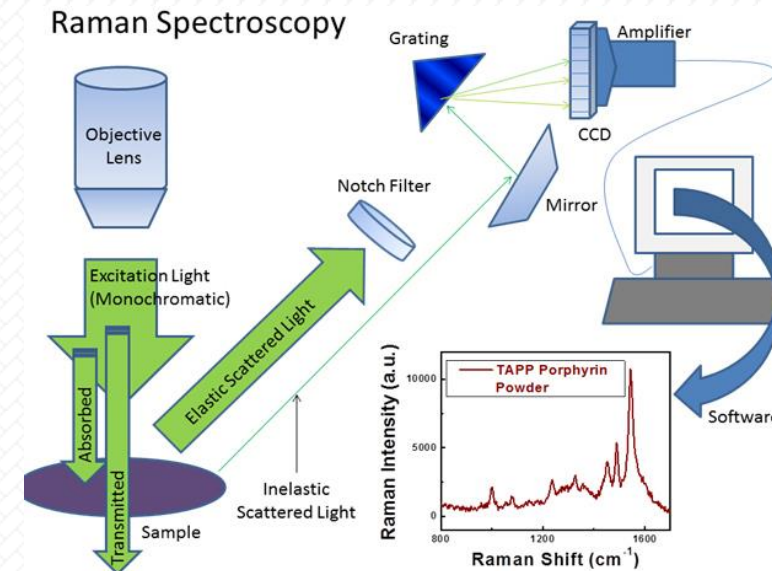 Raman Spectroscopy
Grating
Amplifier
Objective
Lens
CCD
Notch Filter
Mirror
Excitation Light
(Monochromatic)
Elastic Scattered Light
Absorbed
Transmitted
Sample
Inelastic
Scattered Light
Software
TAPP Porphyrin
Powder
Raman Intensity (a.u.)
10000
5000
0
800
1200
1600
Raman Shift (cm⁻¹)